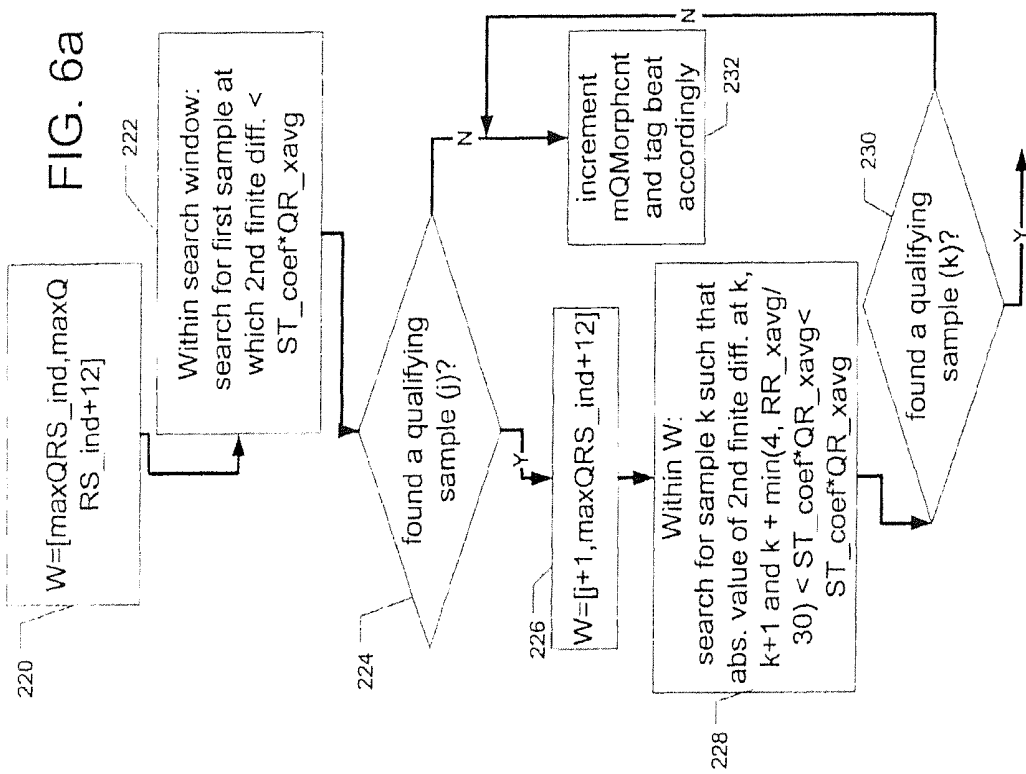 FIG. 6a
220
W=[maxQRS_ind,maxQ
RS_ind+12]
222
Within search window:
search for first sample at
which 2nd finite diff. <
ST_coef*QR_xavg
224
found a qualifying
sample (j)?
N
Y
226
W=[j+1,maxQRS_ind+12]
228
Within W:
search for sample k such that
abs. value of 2nd finite diff. at k,
k+1 and k + min(4, RR_xavg/
30) < ST_coef*QR_xavg<
ST_coef*QR_xavg
230
found a qualifying
sample (k)?
N
Y
increment
mQMorphcnt
and tag beat
accordingly
232